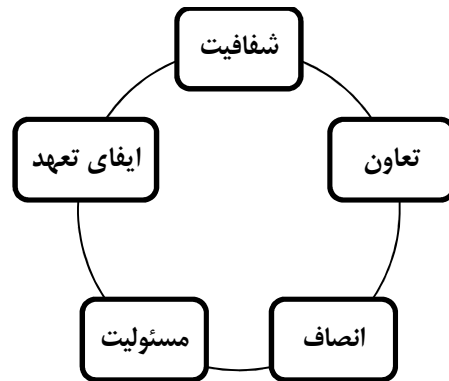 شفافیت
تعاون
ایفای تعهد
انصاف
مسئولیت